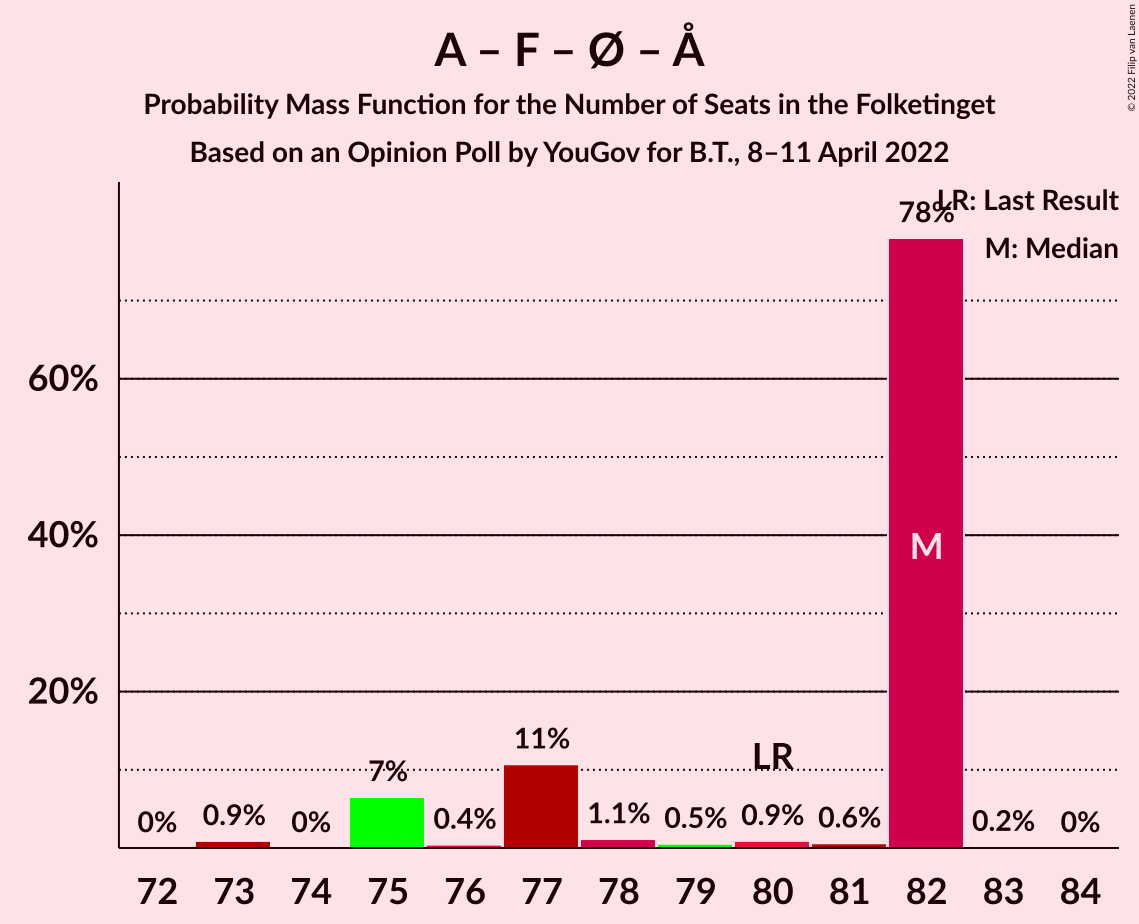 A – F – Ø – Å
Probability Mass Function for the Number of Seats in the Folketinget
Based on an Opinion Poll by YouGov for B.T., 8–11 April 2022
© 2022 Filip van Laenen
LR: Last Result
M: Median
78%
60%
40%
20%
M
LR
0%
0.9%
0%
7%
0.4%
11%
1.1%
0.5%
0.9%
0.6%
0.2%
0%
72 73 74 75 76 77 78 79 80 81 82 83 84